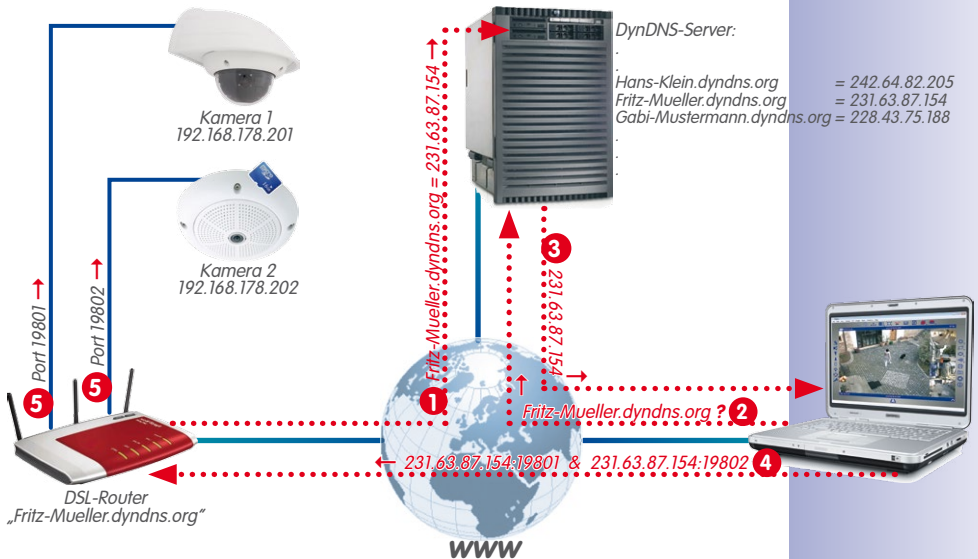 DynDNS-Server:
.
.
Hans-Klein.dyndns.org = 242.64.82.205
Fritz-Mueller.dyndns.org = 231.63.87.154
Gabi-Mustermann.dyndns.org = 228.43.75.188
.
.
.
Kamera 1
192.168.178.201
Kamera 2
192.168.178.202
5 Port 19801 →
5 Port 19802 →
1 Fritz-Mueller.dyndns.org = 231.63.87.154 →
3 231.63.87.154 →
→ Fritz-Mueller.dyndns.org ? 2
← 231.63.87.154:19801 & 231.63.87.154:19802 4
DSL-Router
„Fritz-Mueller.dyndns.org"
WWW